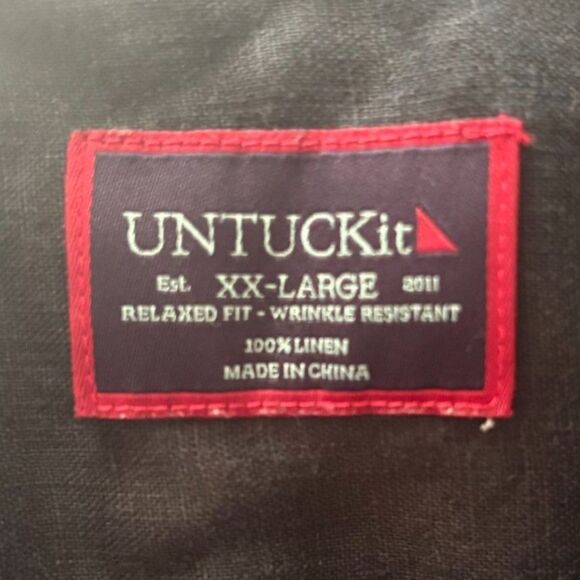 UNTUCKit
Est. XX-LARGE 2011
RELAXED FIT - WRINKLE RESISTANT
100% LINEN
MADE IN CHINA